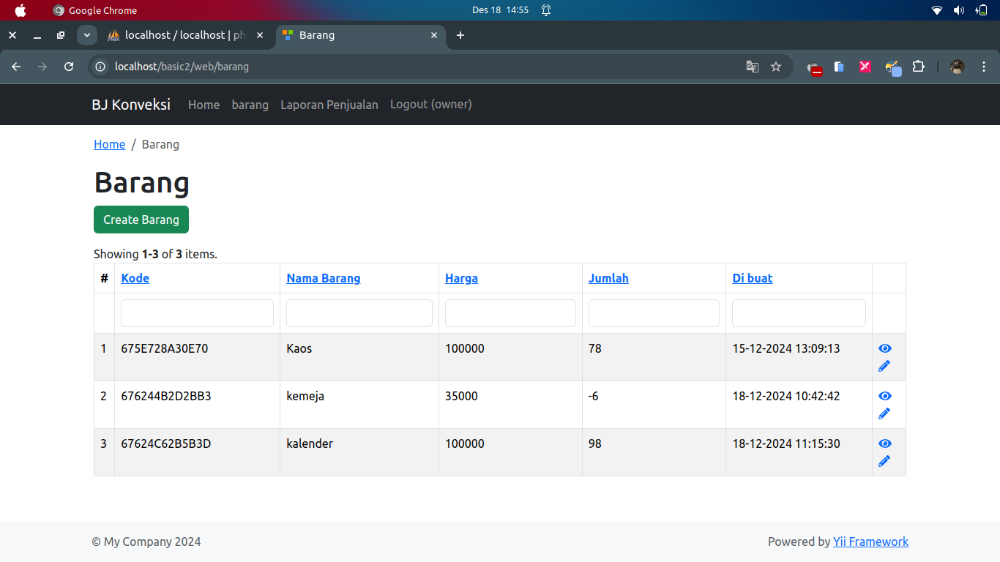 Google Chrome
Des 18 14:55
localhost / localhost | ph
Barang
localhost/basic2/web/barang
BJ Konveksi Home barang Laporan Penjualan Logout (owner)
Home / Barang
Barang
Create Barang
Showing 1-3 of 3 items.
# Kode Nama Barang Harga Jumlah Di buat
1 675E728A30E70 Kaos 100000 78 15-12-2024 13:09:13
2 676244B2D2BB3 kemeja 35000 -6 18-12-2024 10:42:42
3 67624C62B5B3D kalender 100000 98 18-12-2024 11:15:30
© My Company 2024 Powered by Yii Framework